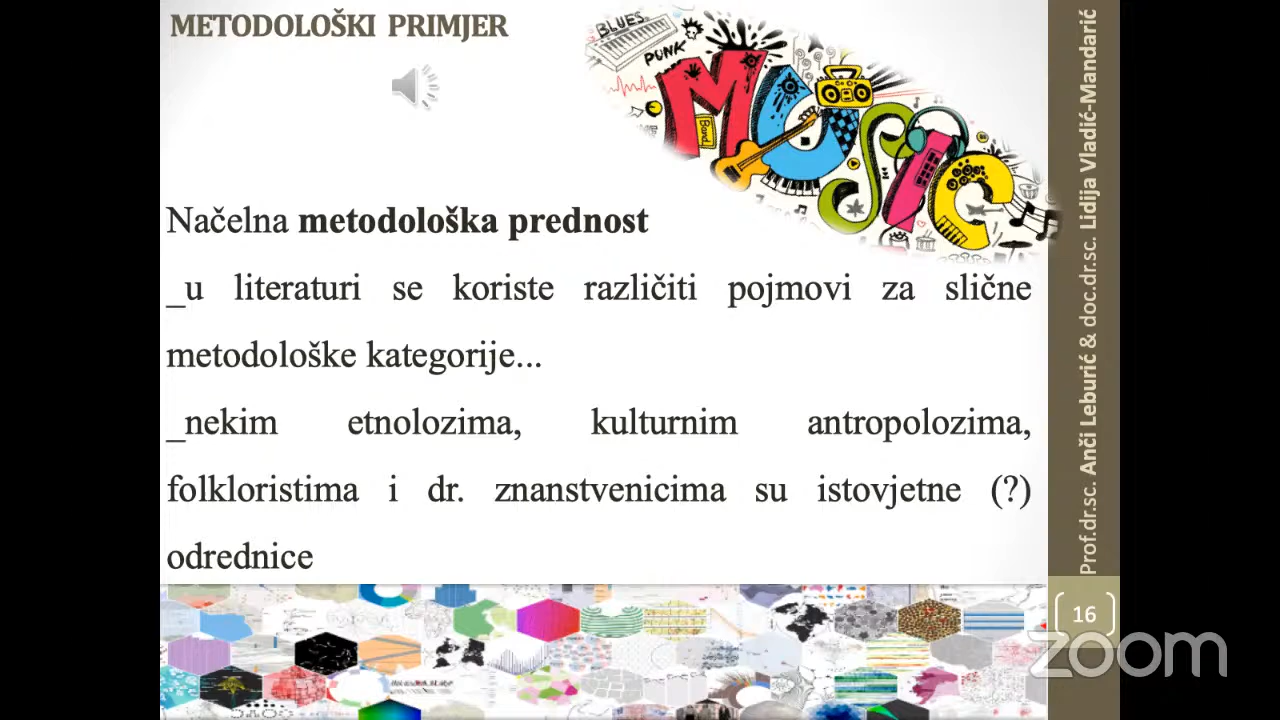 METODOLOŠKI PRIMJER
BLUES
PUNK
MUSIC
Band
Načelna metodološka prednost
_u literaturi se koriste različiti pojmovi za slične
metodološke kategorije...
_nekim etnolozima, kulturnim antropolozima,
folkloristima i dr. znanstvenicima su istovjetne (?)
odrednice
Prof.dr.sc. Anči Leburić & doc.dr.sc. Lidija Vladić-Mandarić
16
zoom